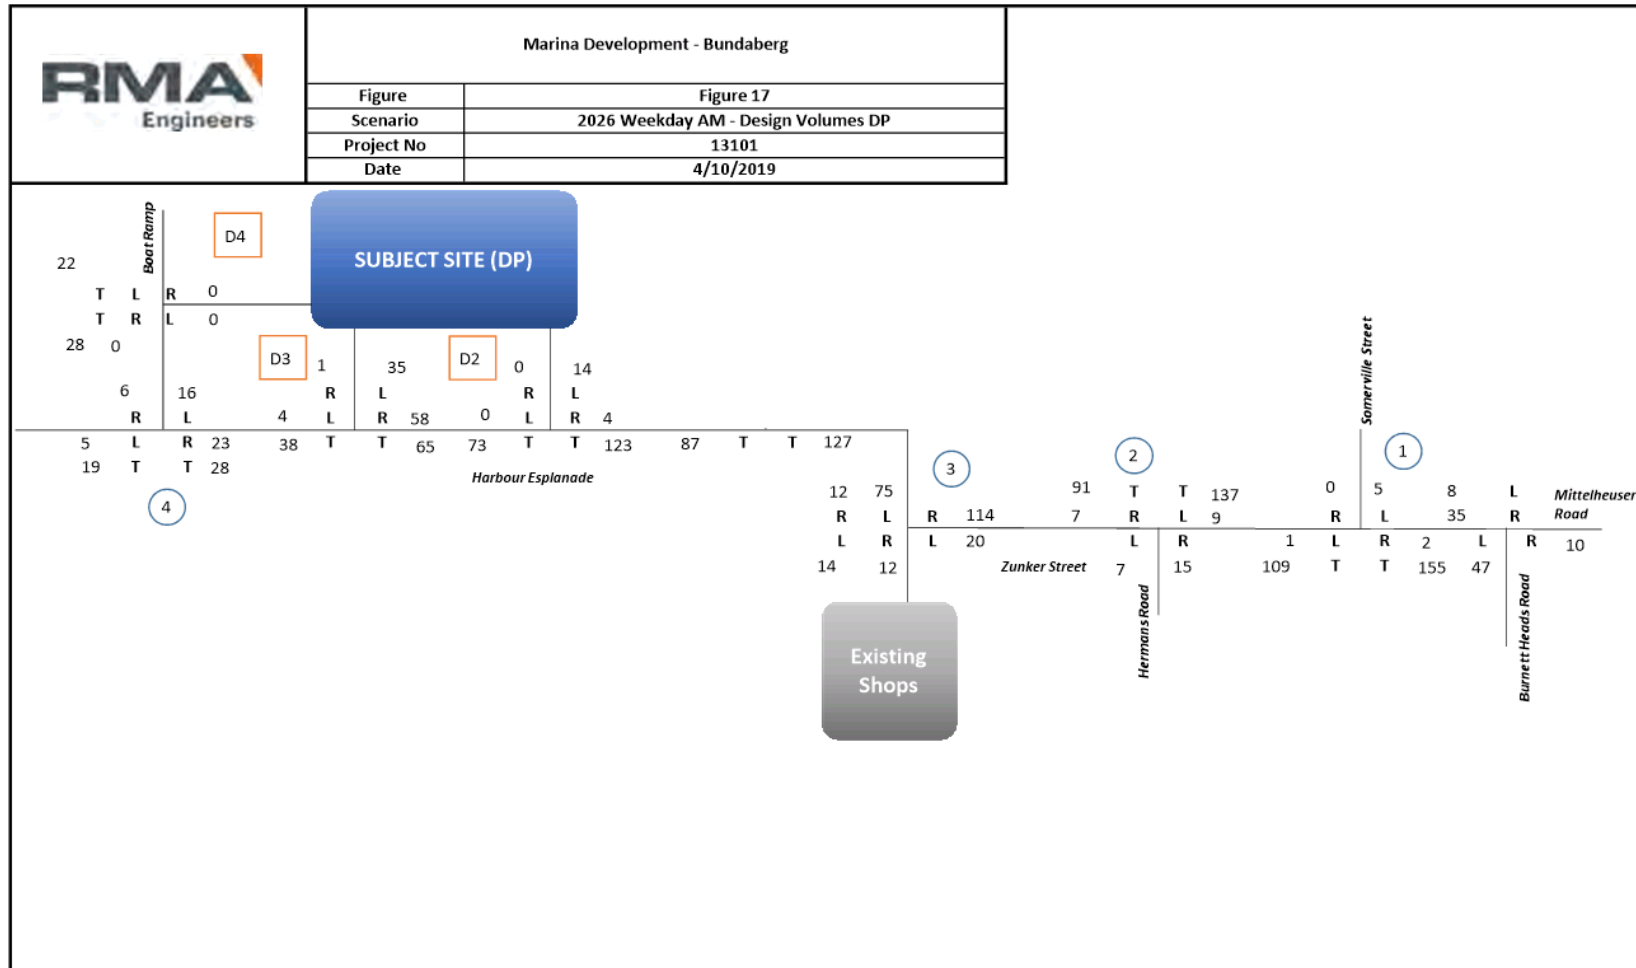 RMA
Engineers
Marina Development - Bundaberg
Figure Figure 17
Scenario 2026 Weekday AM - Design Volumes DP
Project No 13101
Date 4/10/2019
Boat Ramp
D4
SUBJECT SITE (DP)
22
T L R 0
T R L 0
28 0
D3 1 35 D2 0 14
6 16 R L R L
R L 4 L R 58 0 L R 4
5 L R 23 38 T T 65 73 T T 123 87 T T 127
19 T T 28
Harbour Esplanade
4
3
2
1
Somerville Street
12 75 91 T T 137 0 5 8 L Mittelheuser
R L R 114 7 R L 9 R L 35 R Road
L R L 20 L R 1 L R 2 L R 10
14 12 Zunker Street 7 15 109 T T 155 47
Hermans Road
Burnett Heads Road
Existing
Shops